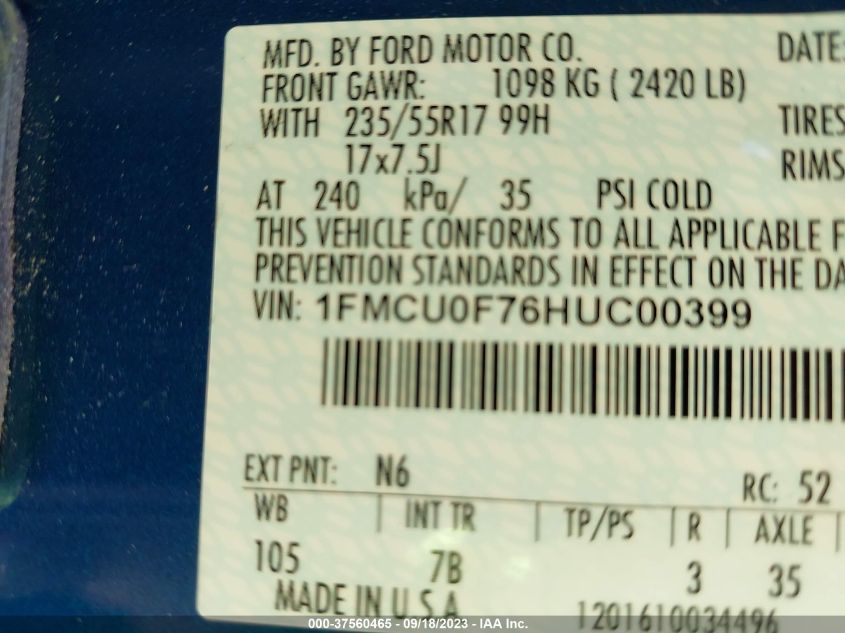 MFD. BY FORD MOTOR CO. DATE:
FRONT GAWR: 1098 KG ( 2420 LB)
WITH 235/55R17 99H TIRES
17x7.5J RIMS
AT 240 kPa/ 35 PSI COLD
THIS VEHICLE CONFORMS TO ALL APPLICABLE F
PREVENTION STANDARDS IN EFFECT ON THE DA
VIN: 1FMCU0F76HUC00399
EXT PNT: N6 RC: 52
WB INT TR TP/PS R AXLE
105 7B 3 35
MADE IN U.S.A. 1201610034496
000-37560465 - 09/18/2023 - IAA Inc.